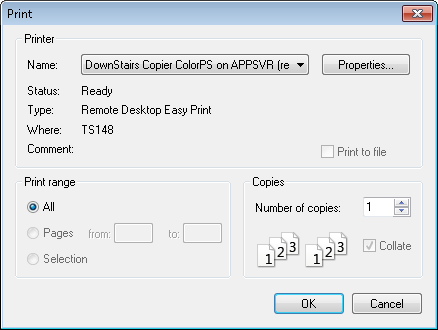 Print
Printer
Name: DownStairs Copier ColorPS on APPSVR (re Properties...
Status: Ready
Type: Remote Desktop Easy Print
Where: TS148
Comment:
Print to file
Print range
All
Pages from: to:
Selection
Copies
Number of copies: 1
1 2 3 1 2 3 Collate
OK Cancel